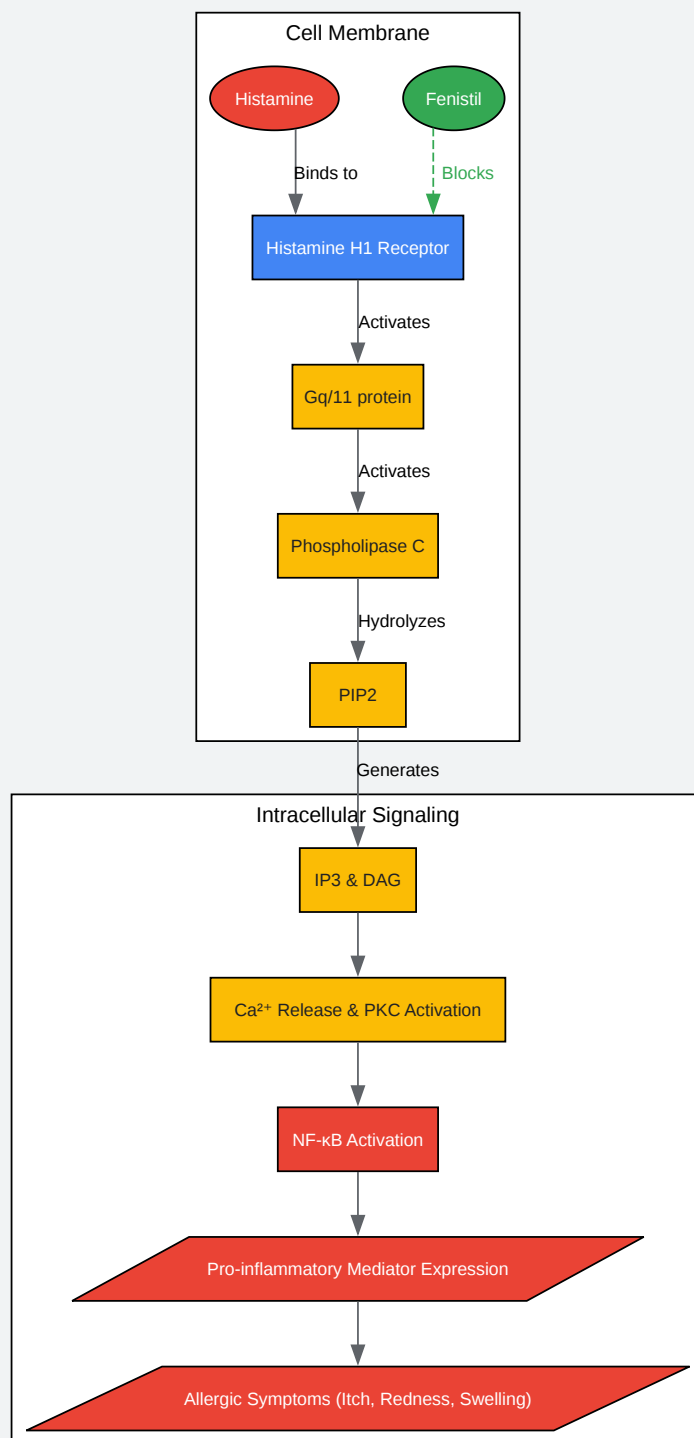 Cell Membrane
Histamine
Fenistil
Binds to
Blocks
Histamine H1 Receptor
Activates
Gq/11 protein
Activates
Phospholipase C
Hydrolyzes
PIP2
Generates
Intracellular Signaling
IP3 & DAG
Ca²⁺ Release & PKC Activation
NF-κB Activation
Pro-inflammatory Mediator Expression
Allergic Symptoms (Itch, Redness, Swelling)